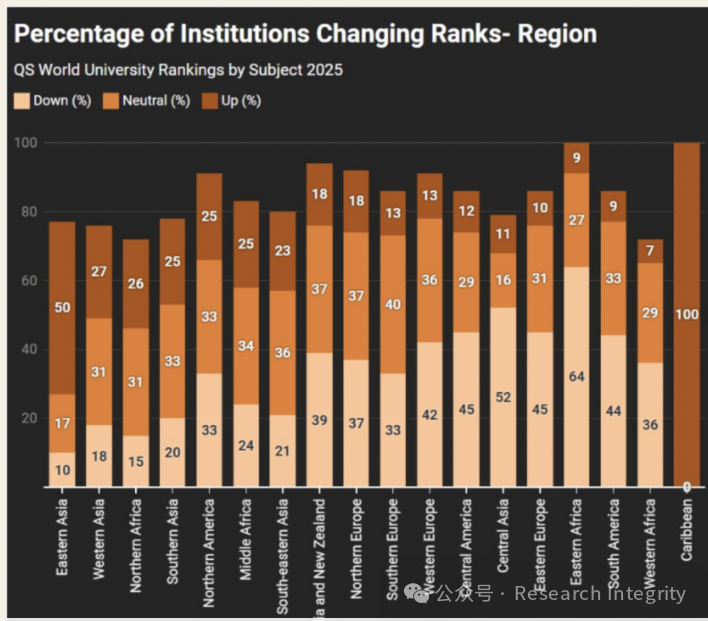 Percentage of Institutions Changing Ranks- Region
QS World University Rankings by Subject 2025
Down (%) Neutral (%) Up (%)
100
80
60
40
20
50 27 26 25 25 25 23 18 18 13 13 12 11 10 9 9 7 100
17 31 31 33 33 34 36 37 37 40 36 29 16 31 27 33 29
10 18 15 20 33 24 21 39 37 33 42 45 52 45 64 44 36 0
Eastern Asia
Western Asia
Northern Africa
Southern Asia
Northern America
Middle Africa
South-eastern Asia
ia and New Zealand
Northern Europe
Southern Europe
Western Europe
Central America
Central Asia
Eastern Europe
Eastern Africa
South America
Western Africa
Caribbean
公众号 · Research Integrity